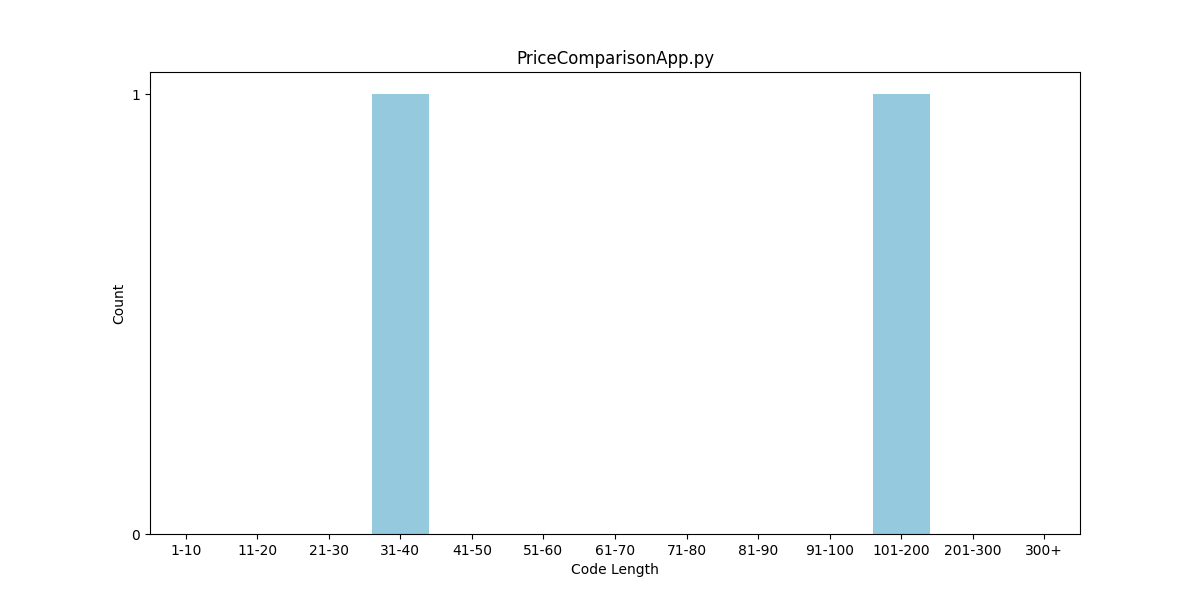 PriceComparisonApp.py
1
Count
0
1-10 11-20 21-30 31-40 41-50 51-60 61-70 71-80 81-90 91-100 101-200 201-300 300+
Code Length